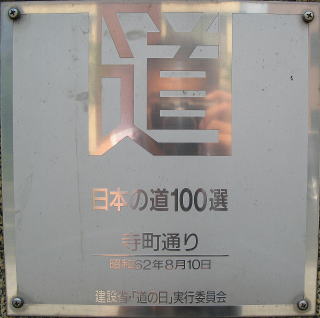 道
日本の道100選
寺町通り
昭和62年8月10日
建設省・「道の日」実行委員会